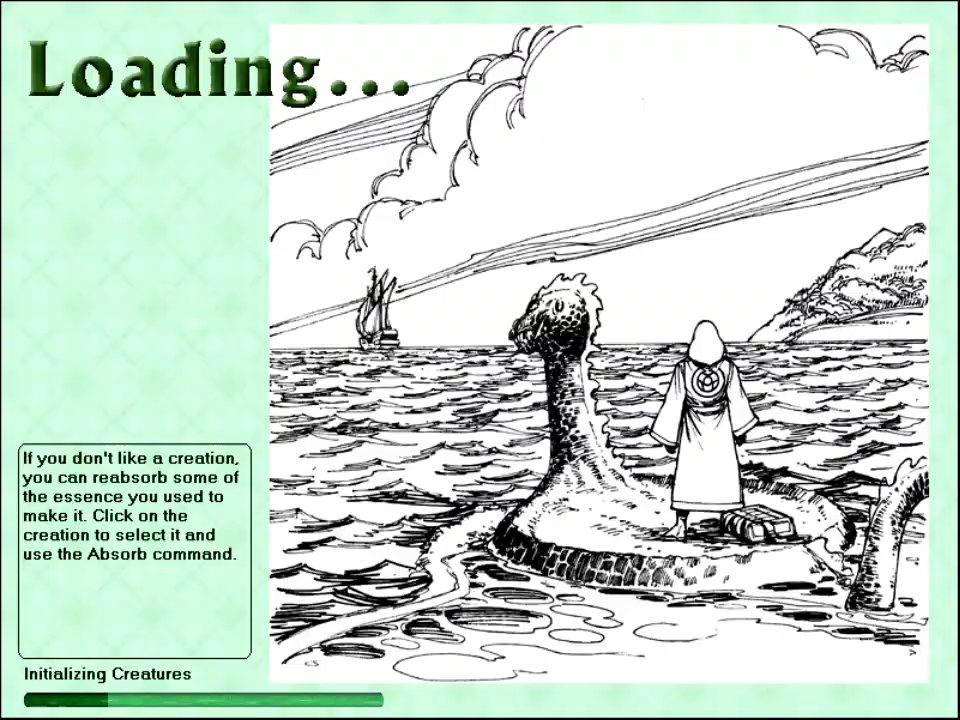 Loading...
If you don't like a creation,
you can reabsorb some of
the essence you used to
make it. Click on the
creation to select it and
use the Absorb command.
Initializing Creatures